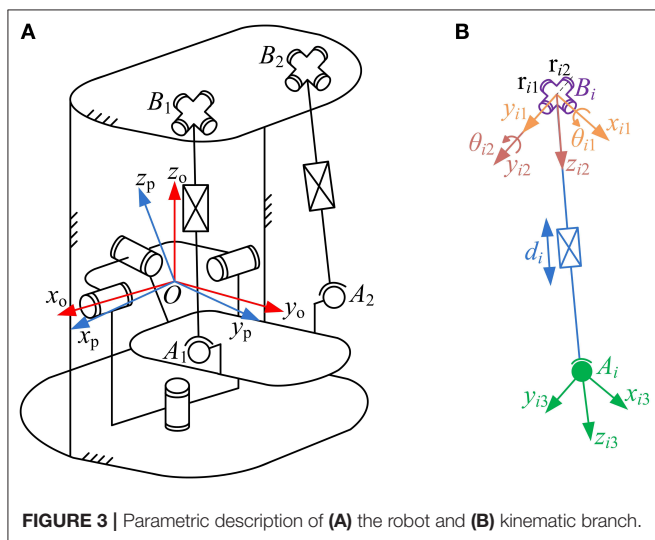 A
B
B₂
B₁
zₚ
zₒ
xₒ
O
xₚ
yₚ
yₒ
A₂
A₁
rᵢ₂
rᵢ₁
Bᵢ
yᵢ₁
xᵢ₁
θᵢ₁
θᵢ₂
yᵢ₂
zᵢ₂
dᵢ
Aᵢ
yᵢ₃
xᵢ₃
zᵢ₃
FIGURE 3 | Parametric description of (A) the robot and (B) kinematic branch.